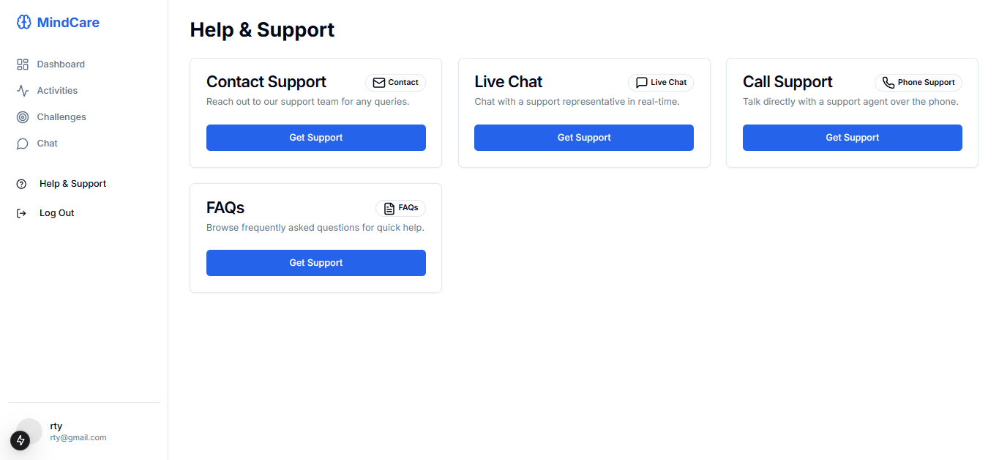 MindCare
Dashboard
Activities
Challenges
Chat
Help & Support
Log Out
rty
rty@gmail.com
Help & Support
Contact Support
Contact
Reach out to our support team for any queries.
Get Support
Live Chat
Live Chat
Chat with a support representative in real-time.
Get Support
Call Support
Phone Support
Talk directly with a support agent over the phone.
Get Support
FAQs
FAQs
Browse frequently asked questions for quick help.
Get Support